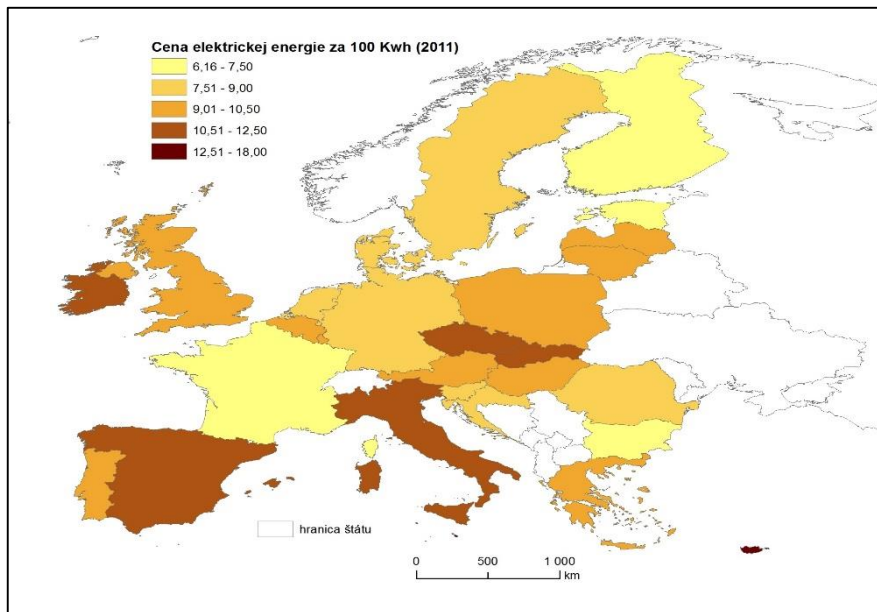 Cena elektrickej energie za 100 Kwh (2011)
6,16 - 7,50
7,51 - 9,00
9,01 - 10,50
10,51 - 12,50
12,51 - 18,00
hranica štátu
0 500 1 000
km